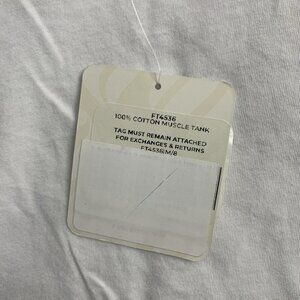 FT4536
100% COTTON MUSCLE TANK
TAG MUST REMAIN ATTACHED
FOR EXCHANGES & RETURNS
FT4536|M/8